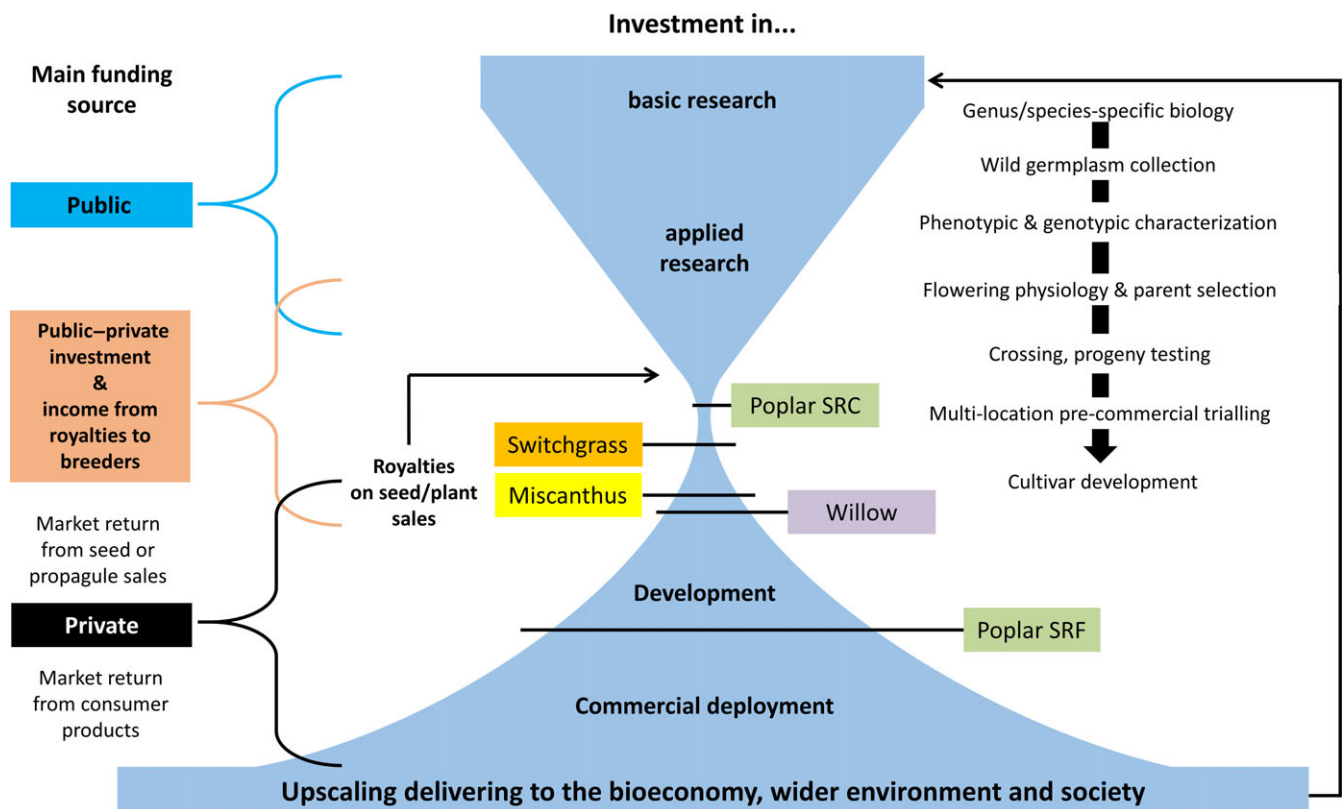 Investment in...
Main funding
source
Public
Public–private
investment
&
income from
royalties to
breeders
Market return
from seed or
propagule sales
Private
Market return
from consumer
products
Royalties
on seed/plant
sales
basic research
applied
research
Poplar SRC
Switchgrass
Miscanthus
Willow
Development
Poplar SRF
Commercial deployment
Upscaling delivering to the bioeconomy, wider environment and society
Genus/species-specific biology
Wild germplasm collection
Phenotypic & genotypic characterization
Flowering physiology & parent selection
Crossing, progeny testing
Multi-location pre-commercial trialling
Cultivar development